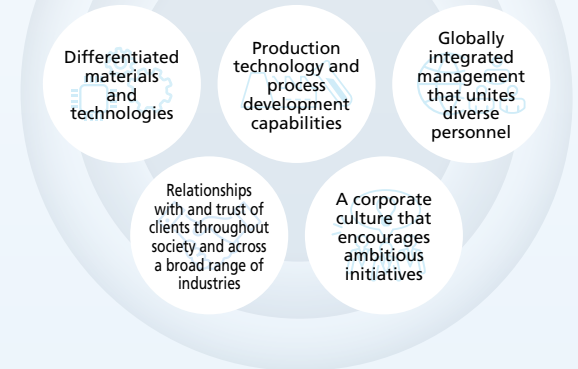 Differentiated
materials
and
technologies
Production
technology and
process
development
capabilities
Globally
integrated
management
that unites
diverse
personnel
Relationships
with and trust of
clients throughout
society and across
a broad range of
industries
A corporate
culture that
encourages
ambitious
initiatives